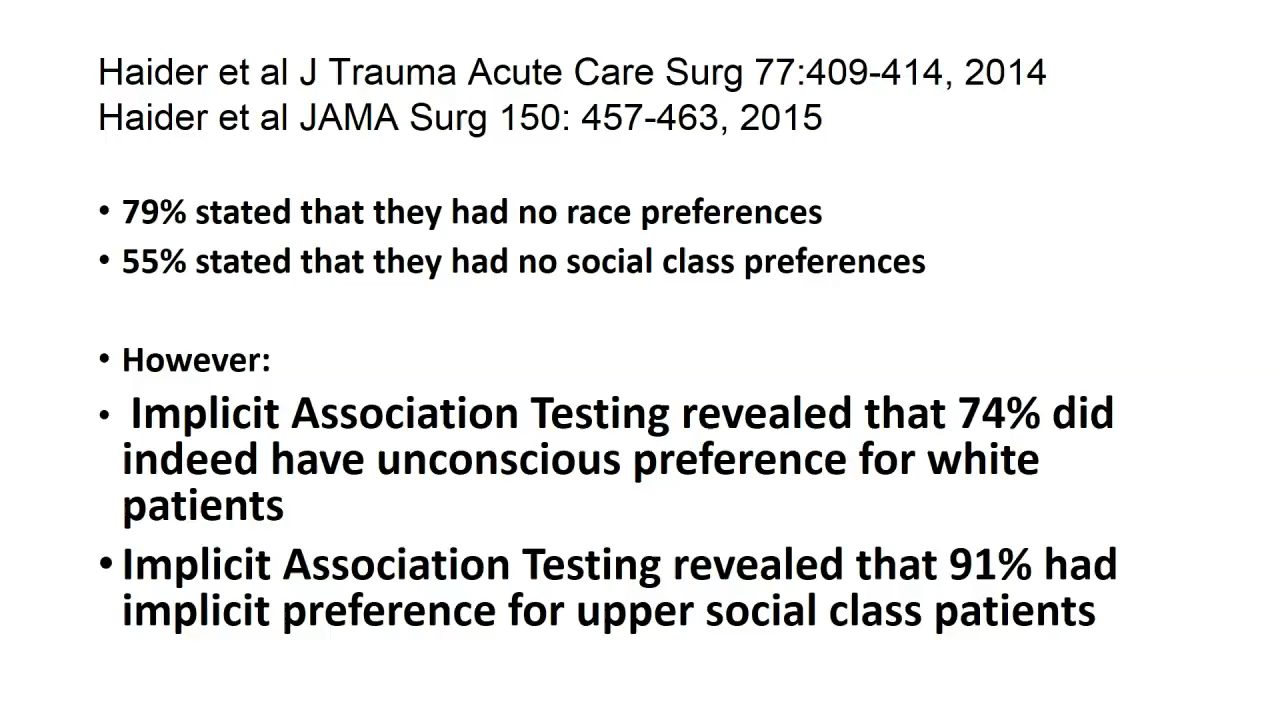 Haider et al J Trauma Acute Care Surg 77:409-414, 2014
Haider et al JAMA Surg 150: 457-463, 2015
• 79% stated that they had no race preferences
• 55% stated that they had no social class preferences
• However:
• Implicit Association Testing revealed that 74% did
indeed have unconscious preference for white
patients
• Implicit Association Testing revealed that 91% had
implicit preference for upper social class patients